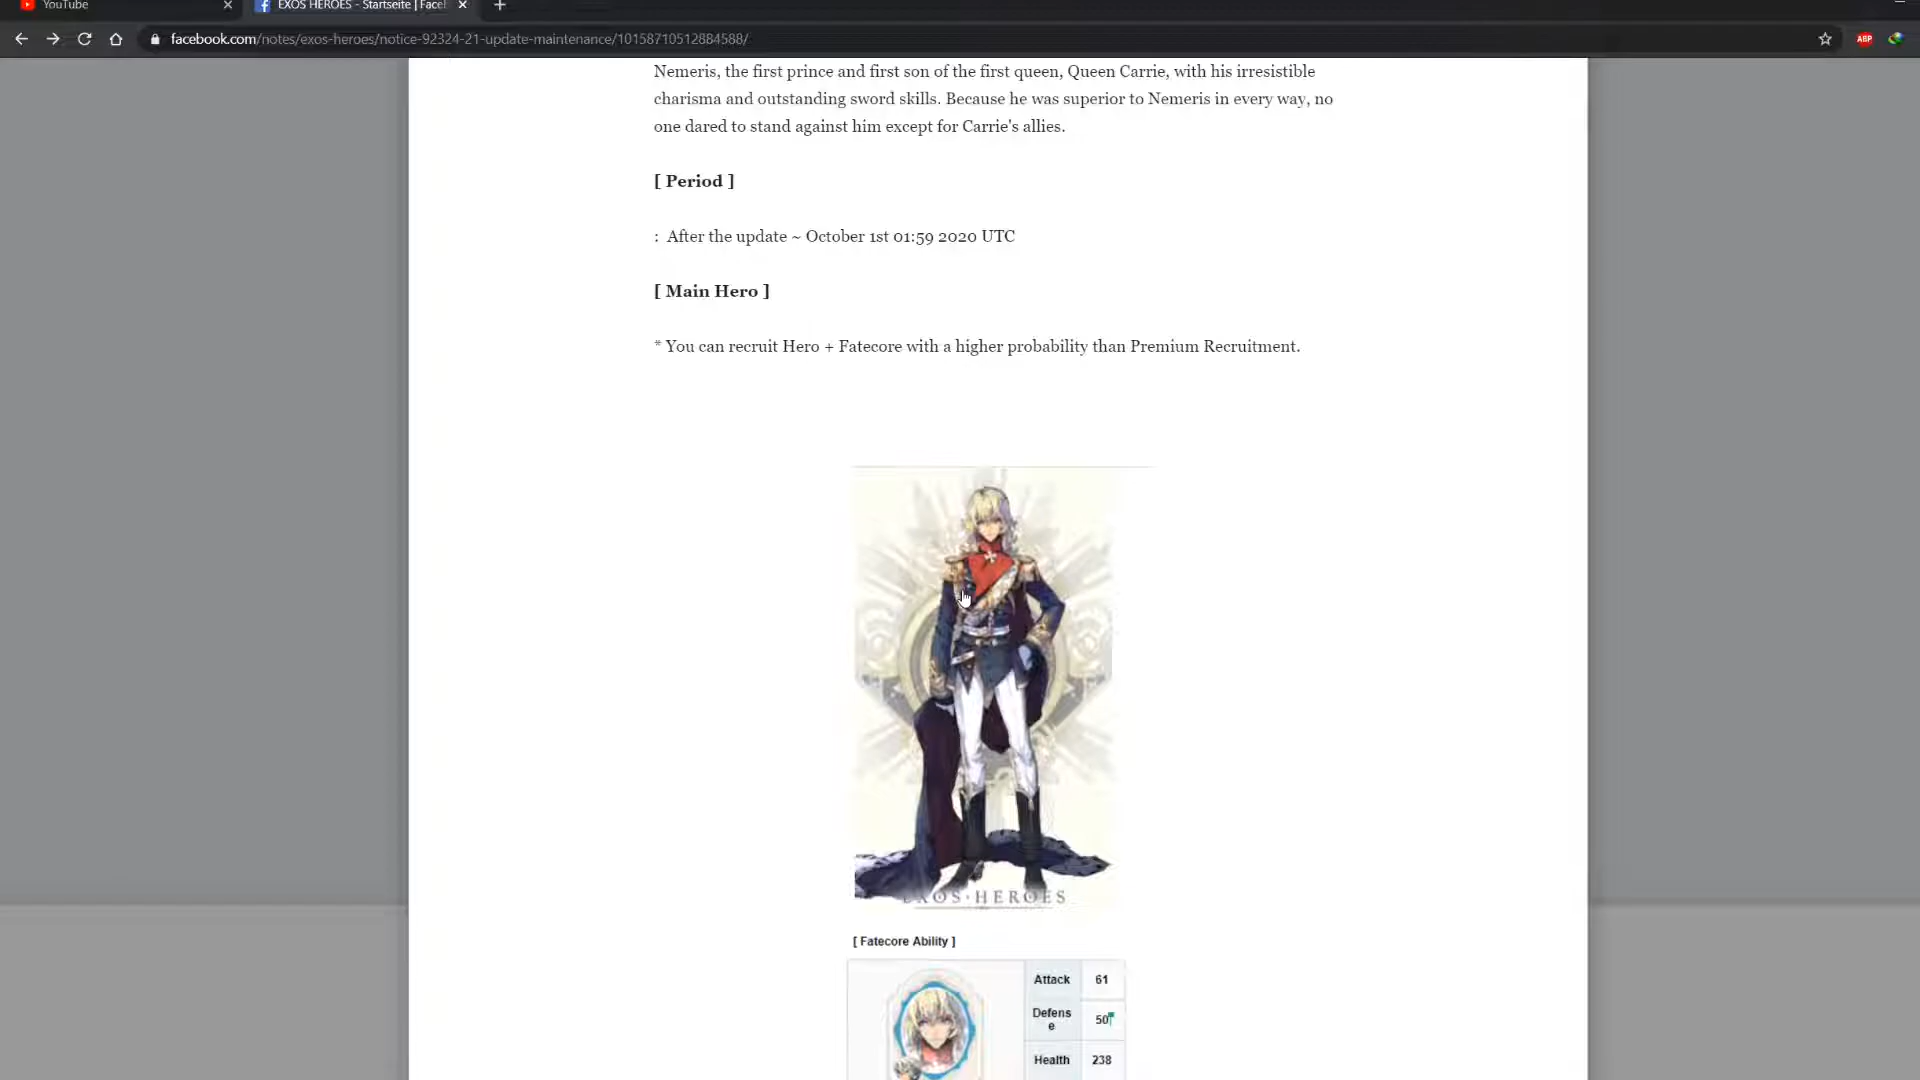 YouTube
EXOS HEROES - Startseite | Facel
facebook.com/notes/exos-heroes/notice-92324-21-update-maintenance/10158710512884588/
ABP
Nemeris, the first prince and first son of the first queen, Queen Carrie, with his irresistible
charisma and outstanding sword skills. Because he was superior to Nemeris in every way, no
one dared to stand against him except for Carrie's allies.
[ Period ]
: After the update ~ October 1st 01:59 2020 UTC
[ Main Hero ]
* You can recruit Hero + Fatecore with a higher probability than Premium Recruitment.
EXOS·HEROES
[ Fatecore Ability ]
Attack 61
Defens
e 50
Health 238